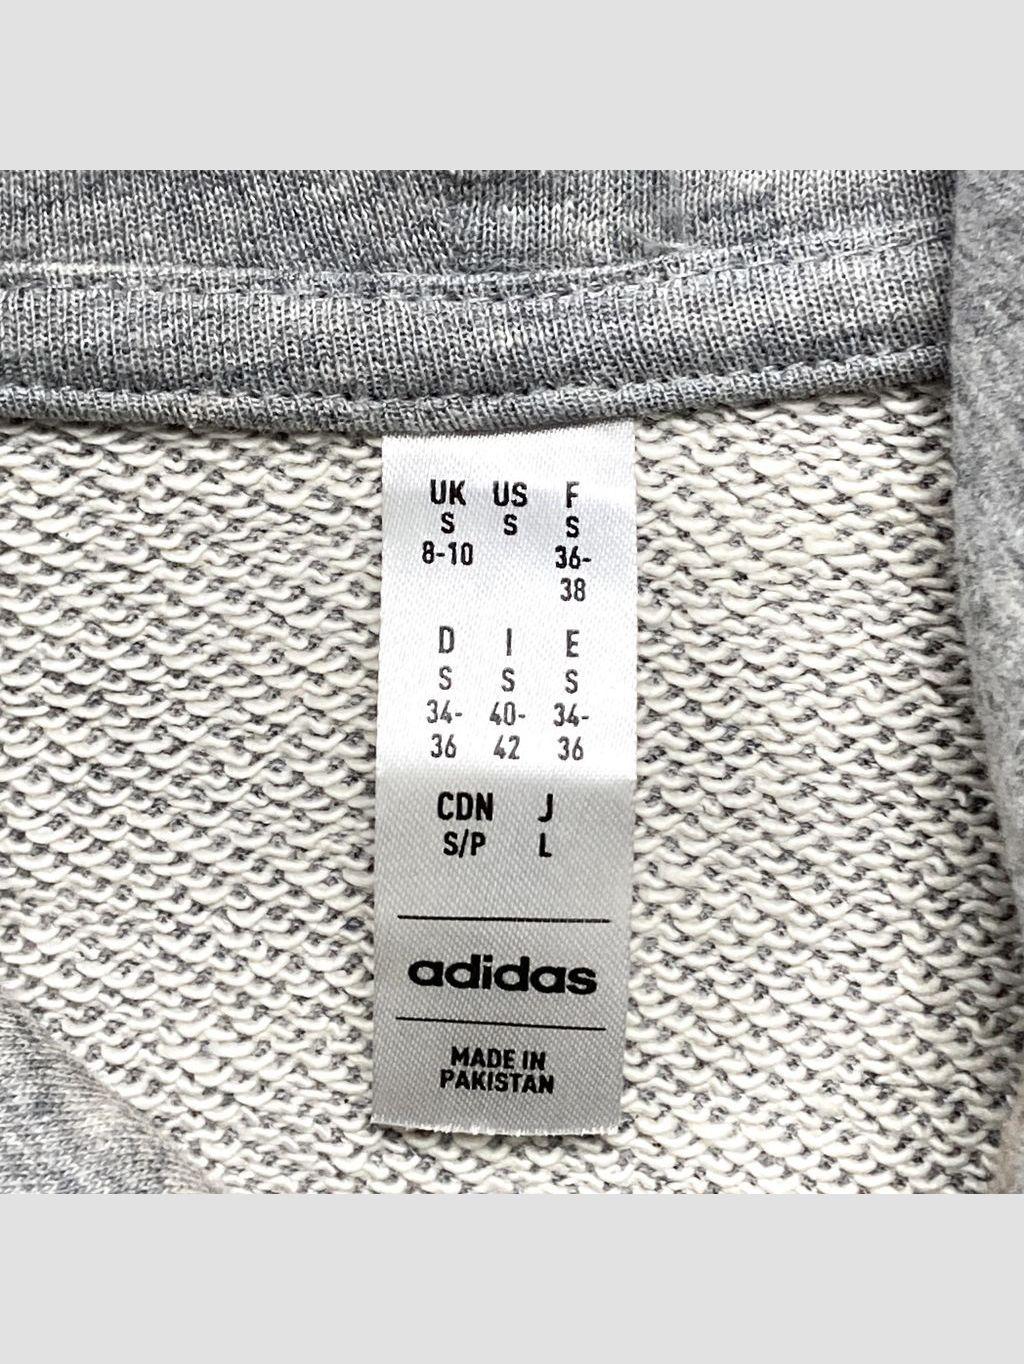 UK US F
S S S
8-10 36-
38
D I E
S S S
34- 40- 34-
36 42 36
CDN J
S/P L
adidas
MADE IN
PAKISTAN